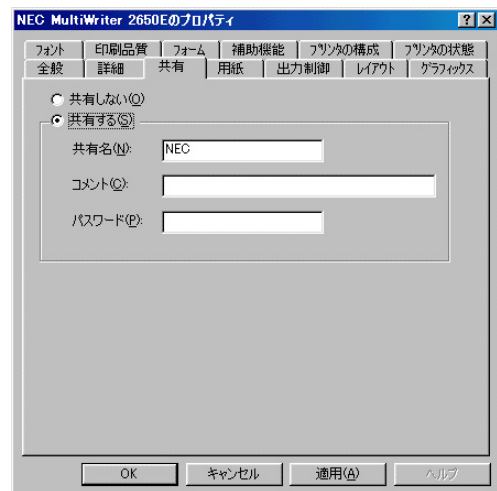 NEC MultiWriter 2650Eのプロパティ
フォント 印刷品質 フォーム 補助機能 プリンタの構成 プリンタの状態
全般 詳細 共有 用紙 出力制御 レイアウト グラフィックス
共有しない(O)
共有する(S)
共有名(N): NEC
コメント(C):
パスワード(P):
OK キャンセル 適用(A) ヘルプ